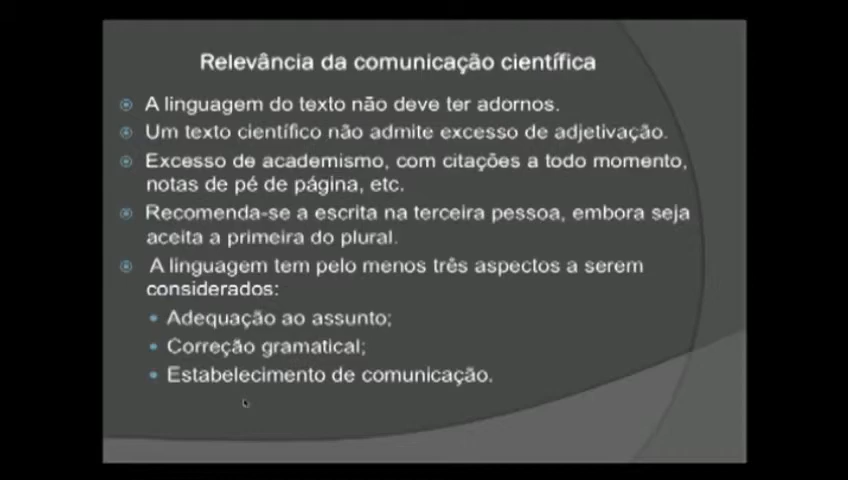 Relevância da comunicação científica
A linguagem do texto não deve ter adornos.
Um texto científico não admite excesso de adjetivação.
Excesso de academismo, com citações a todo momento,
notas de pé de página, etc.
Recomenda-se a escrita na terceira pessoa, embora seja
aceita a primeira do plural.
A linguagem tem pelo menos três aspectos a serem
considerados:
Adequação ao assunto;
Correção gramatical;
Estabelecimento de comunicação.